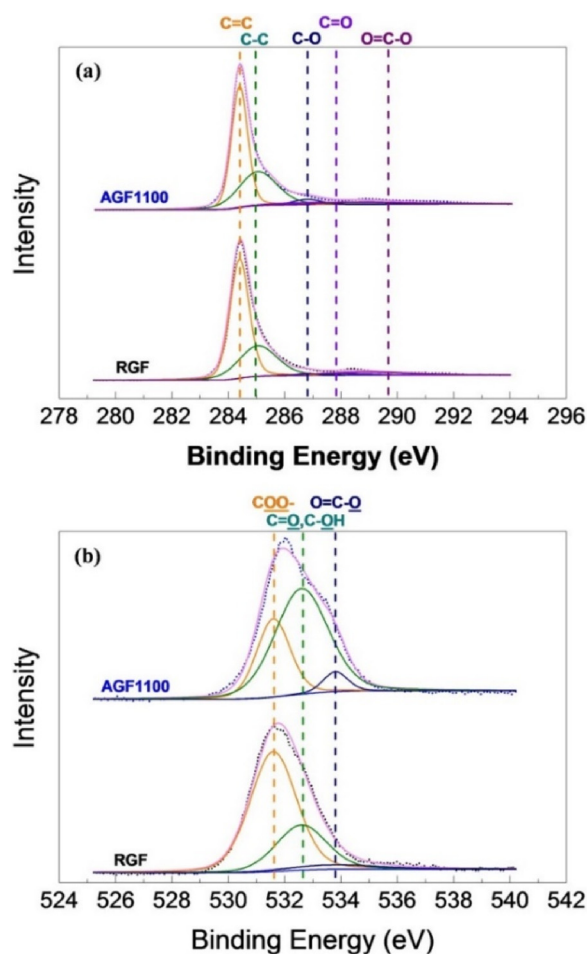 C=C C=O
C-C C-O O=C-O
(a)
AGF1100
Intensity
RGF
278 280 282 284 286 288 290 292 294 296
Binding Energy (eV)
COO- O=C-O
C=O,C-OH
(b)
AGF1100
Intensity
RGF
524 526 528 530 532 534 536 538 540 542
Binding Energy (eV)